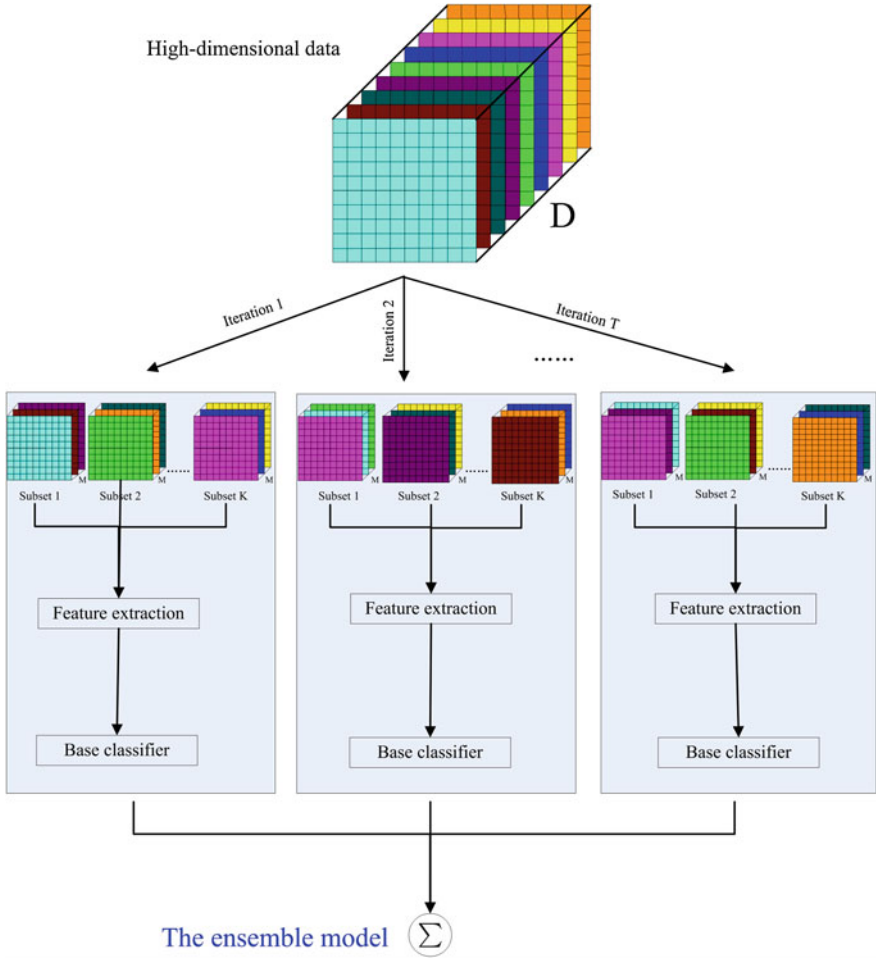 High-dimensional data
D
Iteration 1
Iteration 2
Iteration T
......
M
M
......
M
Subset 1
Subset 2
Subset K
M
M
......
M
Subset 1
Subset 2
Subset K
M
M
......
M
Subset 1
Subset 2
Subset K
Feature extraction
Feature extraction
Feature extraction
Base classifier
Base classifier
Base classifier
The ensemble model
Σ